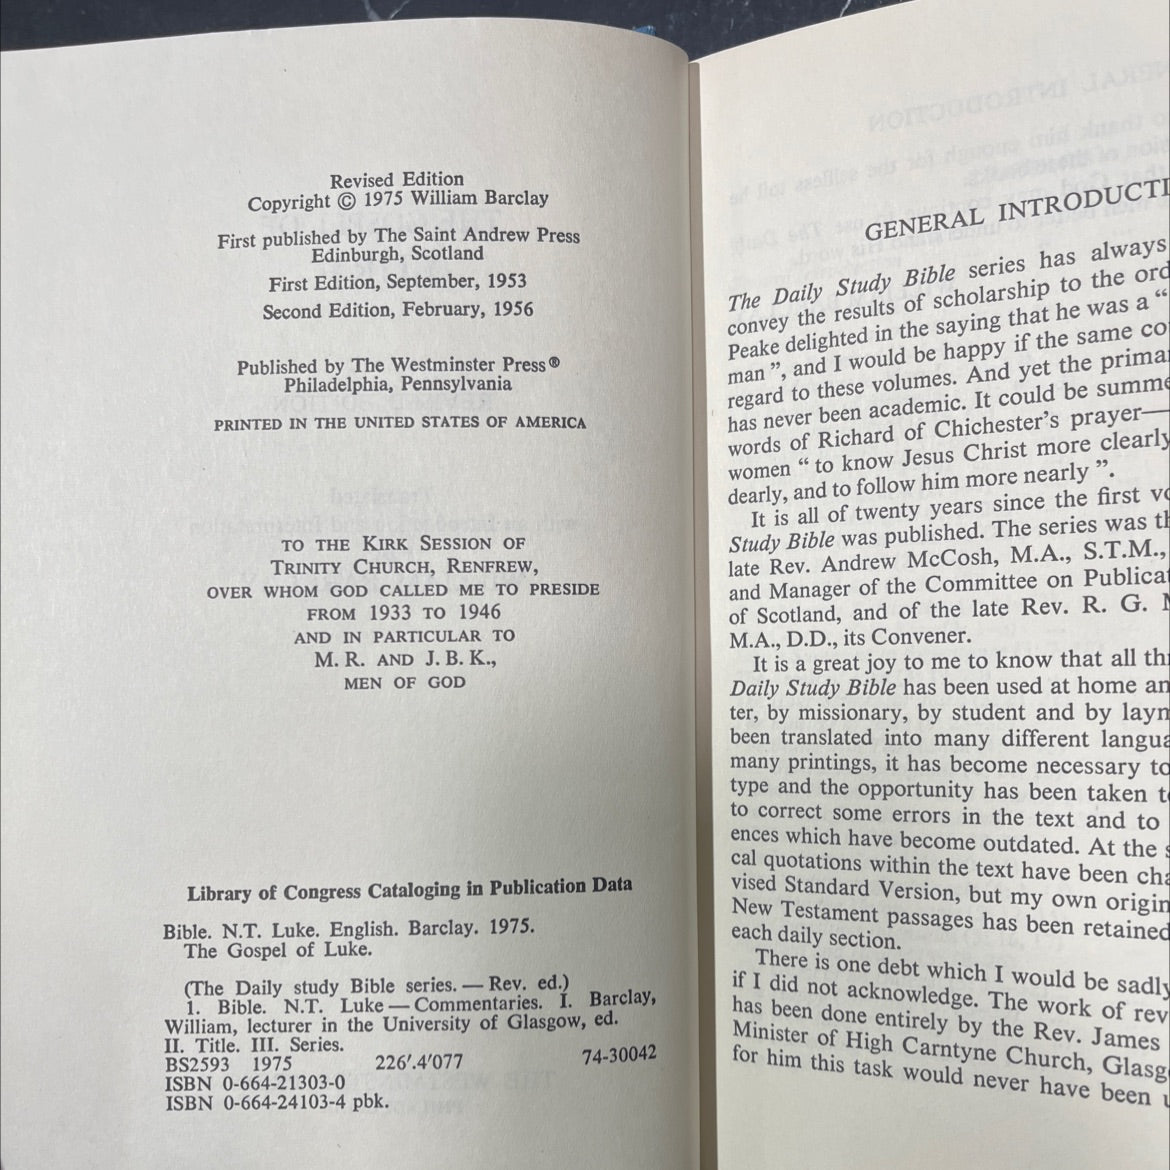 Revised Edition
Copyright © 1975 William Barclay
First published by The Saint Andrew Press
Edinburgh, Scotland
First Edition, September, 1953
Second Edition, February, 1956
Published by The Westminster Press®
Philadelphia, Pennsylvania
PRINTED IN THE UNITED STATES OF AMERICA
TO THE KIRK SESSION OF
TRINITY CHURCH, RENFREW,
OVER WHOM GOD CALLED ME TO PRESIDE
FROM 1933 TO 1946
AND IN PARTICULAR TO
M. R. AND J. B. K.,
MEN OF GOD
Library of Congress Cataloging in Publication Data
Bible. N.T. Luke. English. Barclay. 1975.
The Gospel of Luke.
(The Daily study Bible series. — Rev. ed.)
1. Bible. N.T. Luke — Commentaries. I. Barclay,
William, lecturer in the University of Glasgow, ed.
II. Title. III. Series.
BS2593 1975 226′.4′077 74-30042
ISBN 0-664-21303-0
ISBN 0-664-24103-4 pbk.
GENERAL INTRODUCTI
The Daily Study Bible series has always
convey the results of scholarship to the ord
Peake delighted in the saying that he was a “
man ”, and I would be happy if the same co
regard to these volumes. And yet the prima
has never been academic. It could be summe
words of Richard of Chichester’s prayer—
women “ to know Jesus Christ more clearly
dearly, and to follow him more nearly ”.
It is all of twenty years since the first vo
Study Bible was published. The series was th
late Rev. Andrew McCosh, M.A., S.T.M.,
and Manager of the Committee on Publicat
of Scotland, and of the late Rev. R. G. M
M.A., D.D., its Convener.
It is a great joy to me to know that all thi
Daily Study Bible has been used at home an
ter, by missionary, by student and by layn
been translated into many different langua
many printings, it has become necessary to
type and the opportunity has been taken to
to correct some errors in the text and to
ences which have become outdated. At the s
cal quotations within the text have been cha
vised Standard Version, but my own origin
New Testament passages has been retained
each daily section.
There is one debt which I would be sadly
if I did not acknowledge. The work of rev
has been done entirely by the Rev. James
Minister of High Carntyne Church, Glasg
for him this task would never have been u